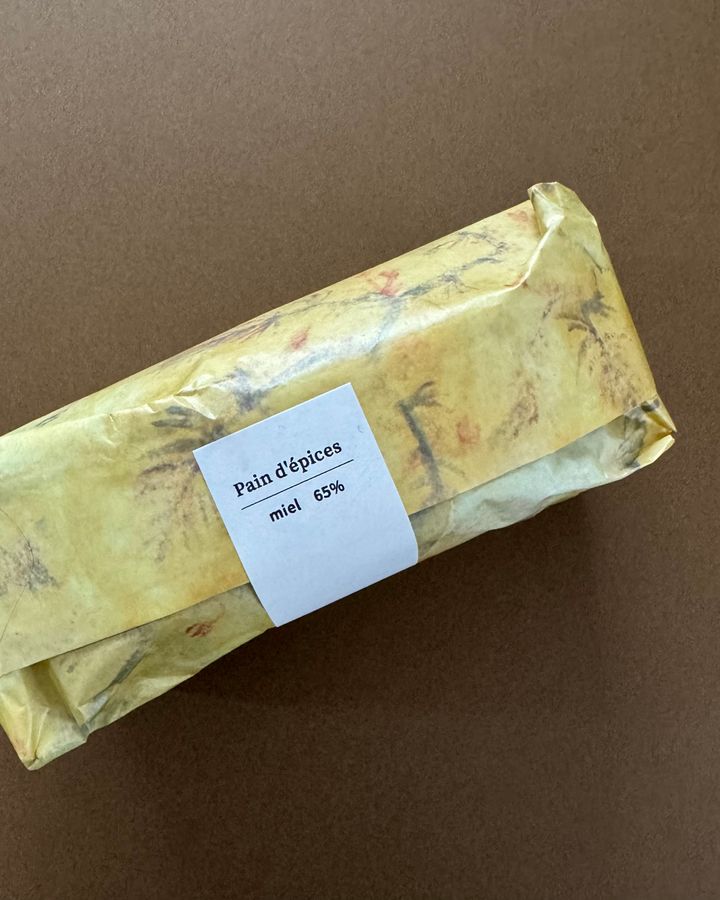 Pain d'épices
miel 65%